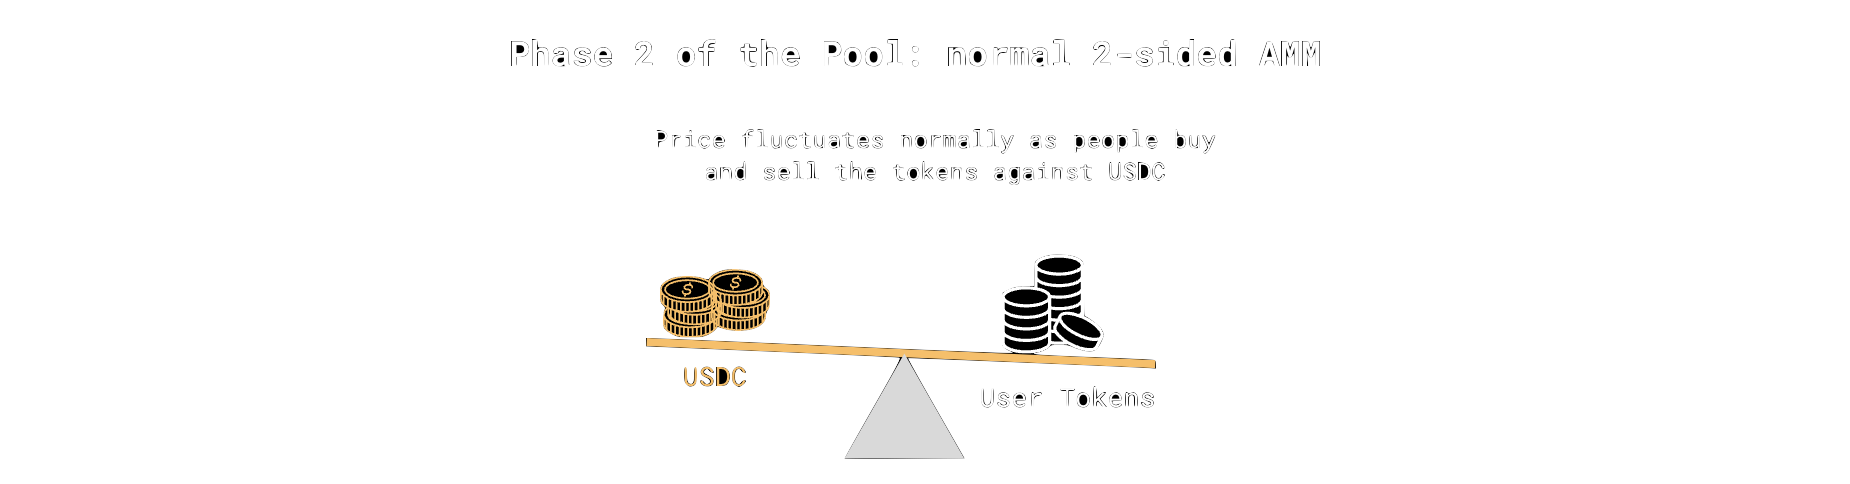 Phase 2 of the Pool: normal 2-sided AMM
Price fluctuates normally as people buy
and sell the tokens against USDC
USDC
User Tokens